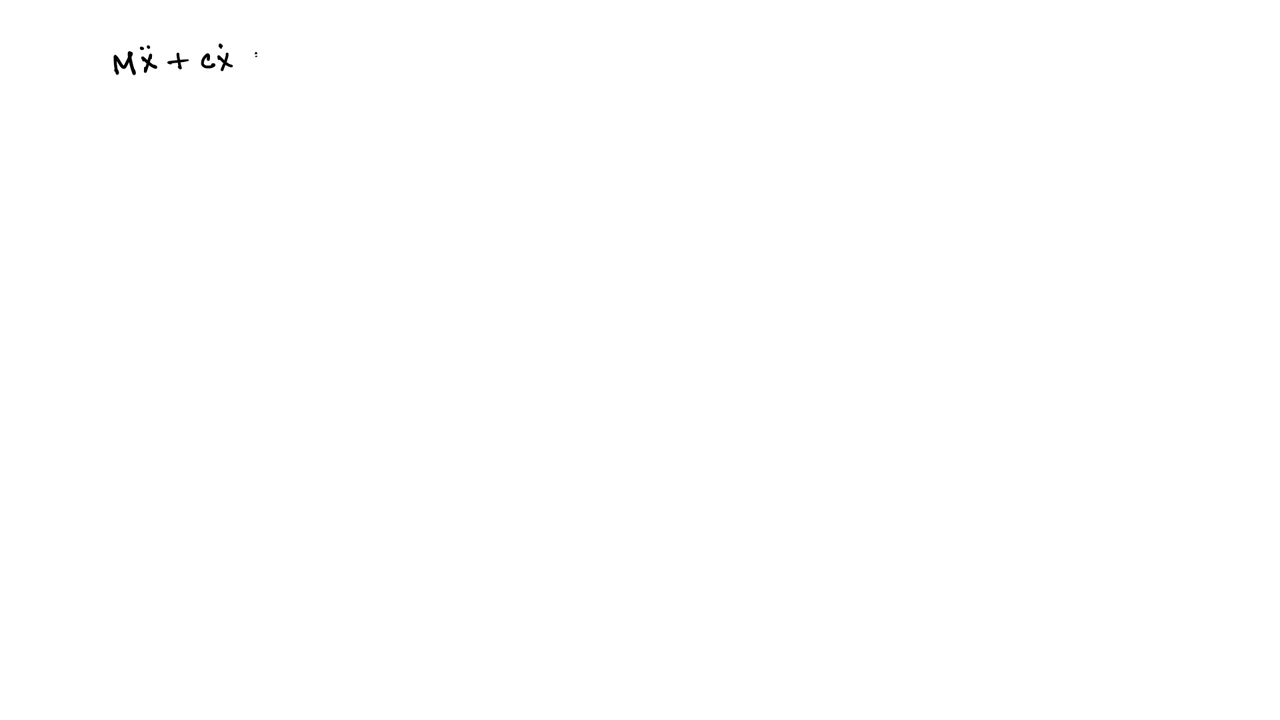 Mẍ + cẋ